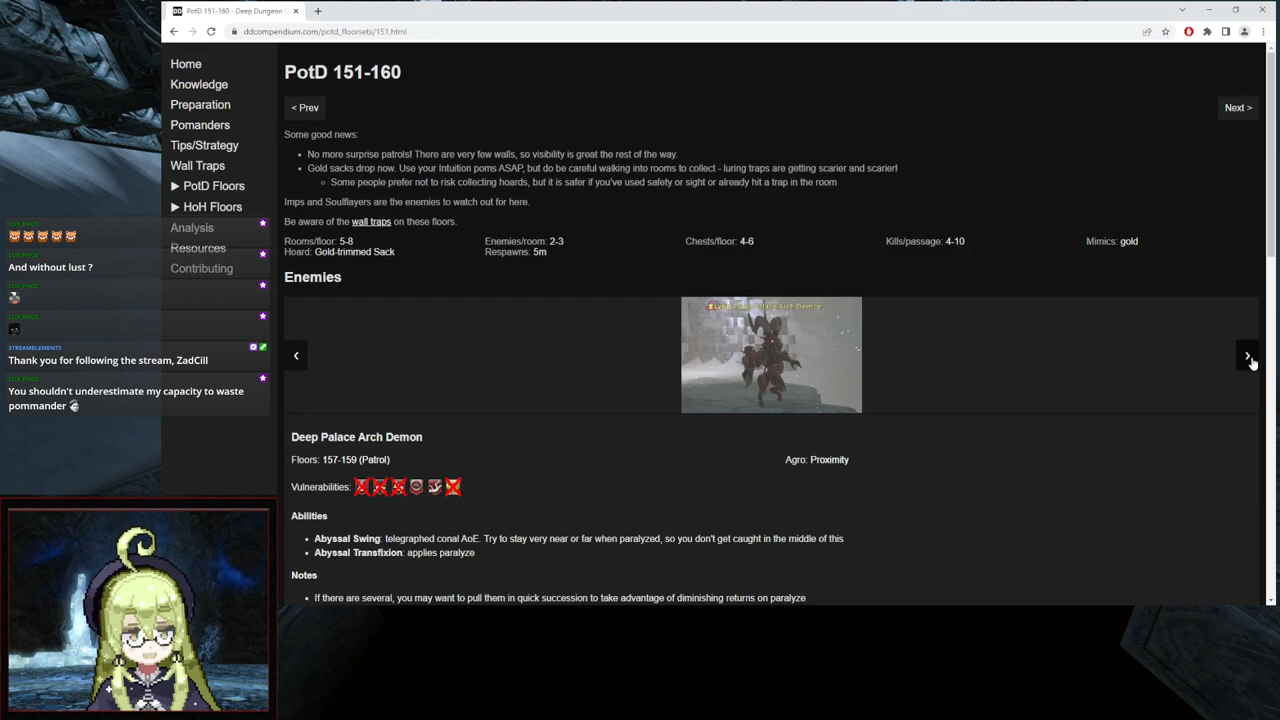 PotD 151-160 - Deep Dungeon C
ddcompendium.com/potd_floorsets/151.html
Home
Knowledge
Preparation
Pomanders
Tips/Strategy
Wall Traps
▶ PotD Floors
▶ HoH Floors
Analysis
Resources
Contributing
PotD 151-160
< Prev
Next >
Some good news:
No more surprise patrols! There are very few walls, so visibility is great the rest of the way.
Gold sacks drop now. Use your Intuition poms ASAP, but do be careful walking into rooms to collect - luring traps are getting scarier and scarier!
Some people prefer not to risk collecting hoards, but it is safer if you've used safety or sight or already hit a trap in the room
Imps and Soulflayers are the enemies to watch out for here.
Be aware of the wall traps on these floors.
Rooms/floor: 5-8 Enemies/room: 2-3 Chests/floor: 4-6 Kills/passage: 4-10 Mimics: gold
Hoard: Gold-trimmed Sack Respawns: 5m
Enemies
Deep Palace Arch Demon
Floors: 157-159 (Patrol) Agro: Proximity
Vulnerabilities:
Abilities
Abyssal Swing: telegraphed conal AoE. Try to stay very near or far when paralyzed, so you don't get caught in the middle of this
Abyssal Transfixion: applies paralyze
Notes
If there are several, you may want to pull them in quick succession to take advantage of diminishing returns on paralyze
LUX_PHOS
LUX_PHOS
And without lust ?
LUX_PHOS
LUX_PHOS
STREAMELEMENTS
Thank you for following the stream, ZadCill
LUX_PHOS
You shouldn't underestimate my capacity to waste
pommander